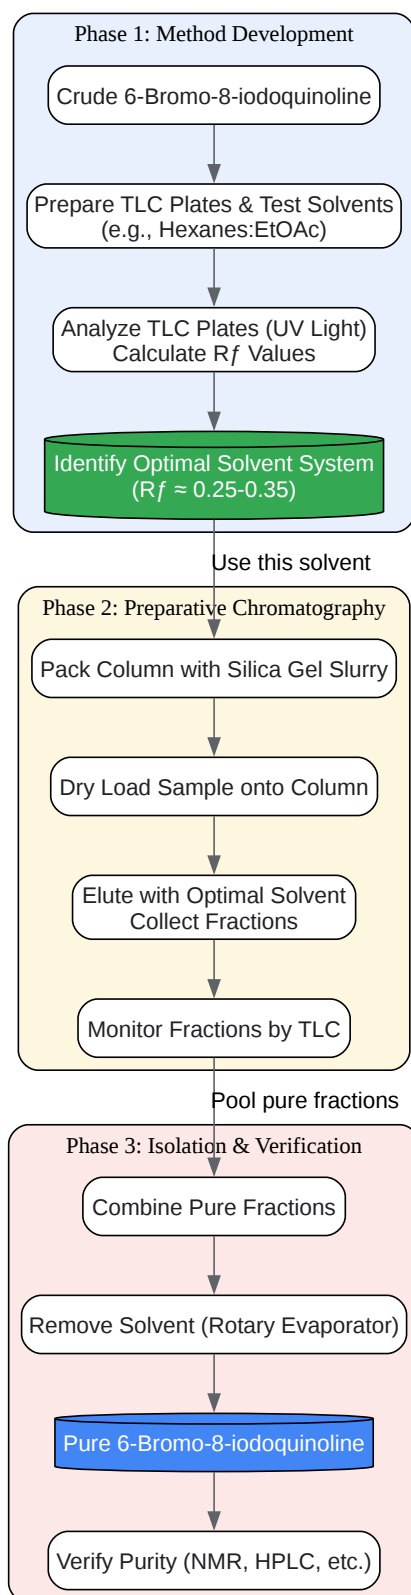 Phase 1: Method Development
Crude 6-Bromo-8-iodoquinoline
Prepare TLC Plates & Test Solvents
(e.g., Hexanes:EtOAc)
Analyze TLC Plates (UV Light)
Calculate Rƒ Values
Identify Optimal Solvent System
(Rƒ ≈ 0.25-0.35)
Use this solvent
Phase 2: Preparative Chromatography
Pack Column with Silica Gel Slurry
Dry Load Sample onto Column
Elute with Optimal Solvent
Collect Fractions
Monitor Fractions by TLC
Pool pure fractions
Phase 3: Isolation & Verification
Combine Pure Fractions
Remove Solvent (Rotary Evaporator)
Pure 6-Bromo-8-iodoquinoline
Verify Purity (NMR, HPLC, etc.)